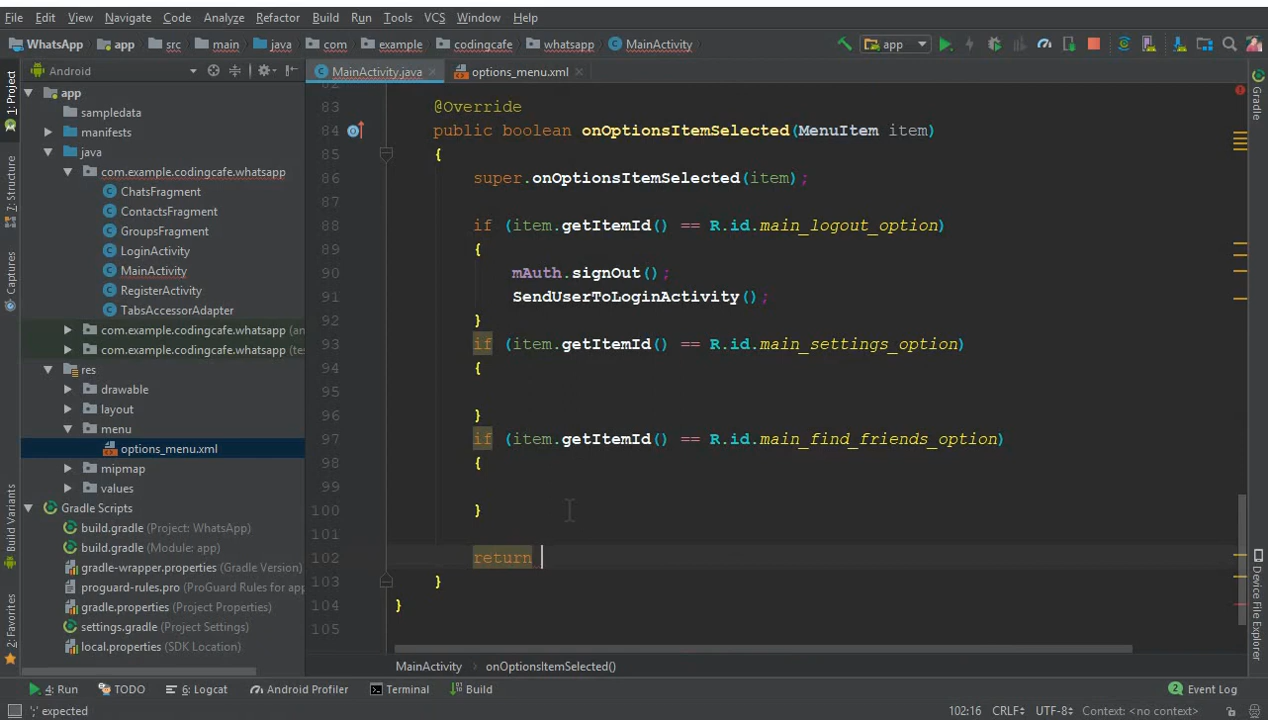 File Edit View Navigate Code Analyze Refactor Build Run Tools VCS Window Help
WhatsApp app src main java com example codingcafe whatsapp MainActivity app
Android MainActivity.java options_menu.xml
1: Project
7: Structure
Captures
Build Variants
2: Favorites
app
sampledata
manifests
java
com.example.codingcafe.whatsapp
ChatsFragment
ContactsFragment
GroupsFragment
LoginActivity
MainActivity
RegisterActivity
TabsAccessorAdapter
com.example.codingcafe.whatsapp (an
com.example.codingcafe.whatsapp (tes
res
drawable
layout
menu
options_menu.xml
mipmap
values
Gradle Scripts
build.gradle (Project: WhatsApp)
build.gradle (Module: app)
gradle-wrapper.properties (Gradle Version)
proguard-rules.pro (ProGuard Rules for app)
gradle.properties (Project Properties)
settings.gradle (Project Settings)
local.properties (SDK Location)
83 @Override
84 public boolean onOptionsItemSelected(MenuItem item)
85 {
86 super.onOptionsItemSelected(item);
87
88 if (item.getItemId() == R.id.main_logout_option)
89 {
90 mAuth.signOut();
91 SendUserToLoginActivity();
92 }
93 if (item.getItemId() == R.id.main_settings_option)
94 {
95
96 }
97 if (item.getItemId() == R.id.main_find_friends_option)
98 {
99
100 }
101
102 return
103 }
104 }
105
Gradle
Device File Explorer
MainActivity onOptionsItemSelected()
4: Run TODO 6: Logcat Android Profiler Terminal Build 2 Event Log
';' expected 102:16 CRLF UTF-8 Context: <no context>